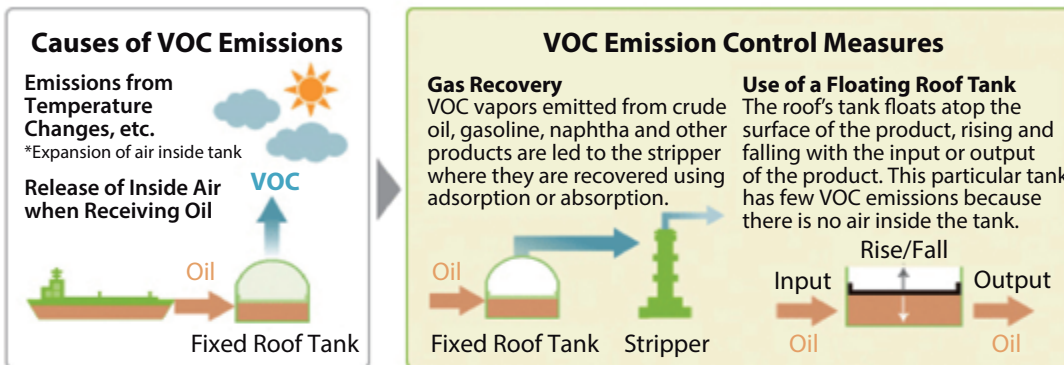 Causes of VOC Emissions
Emissions from
Temperature
Changes, etc.
*Expansion of air inside tank
Release of Inside Air
when Receiving Oil
VOC
Oil
Fixed Roof Tank
VOC Emission Control Measures
Gas Recovery
VOC vapors emitted from crude
oil, gasoline, naphtha and other
products are led to the stripper
where they are recovered using
adsorption or absorption.
Oil
Fixed Roof Tank
Stripper
Use of a Floating Roof Tank
The roof's tank floats atop the
surface of the product, rising and
falling with the input or output
of the product. This particular tank
has few VOC emissions because
there is no air inside the tank.
Rise/Fall
Input
Output
Oil
Oil